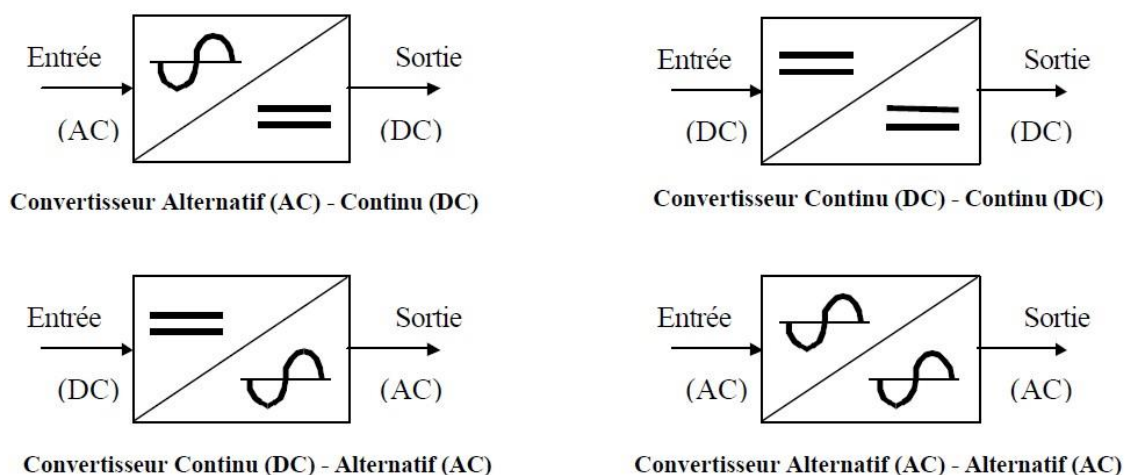 Entrée
Sortie
(AC)
(DC)
Convertisseur Alternatif (AC) - Continu (DC)
Entrée
Sortie
(DC)
(DC)
Convertisseur Continu (DC) - Continu (DC)
Entrée
Sortie
(DC)
(AC)
Convertisseur Continu (DC) - Alternatif (AC)
Entrée
Sortie
(AC)
(AC)
Convertisseur Alternatif (AC) - Alternatif (AC)